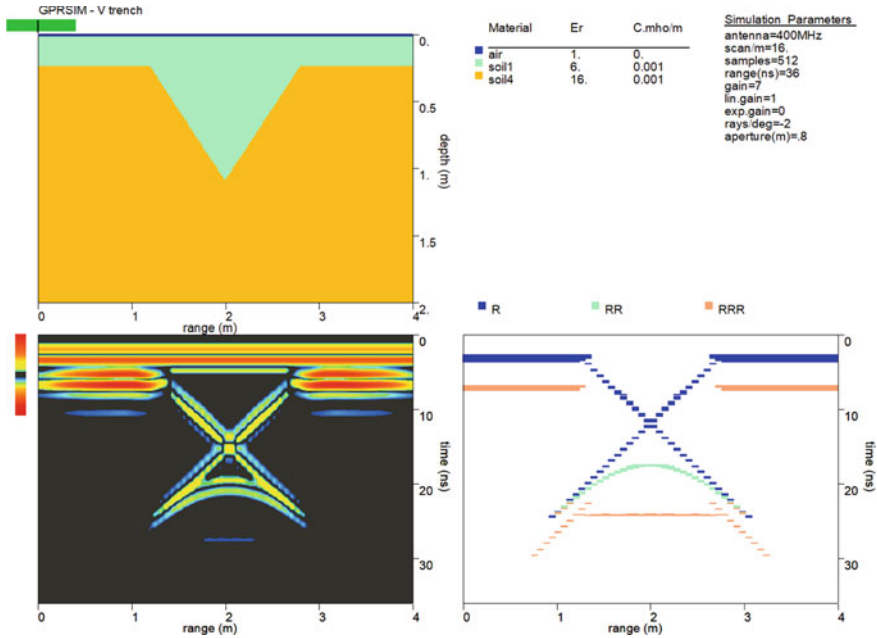 GPRSIM - V trench
0.
0.5
1.
1.5
2.
depth (m)
0 1 2 3 4
range (m)
Material Er C.mho/m
air 1. 0.
soil1 6. 0.001
soil4 16. 0.001
Simulation Parameters
antenna=400MHz
scan/m=16.
samples=512
range(ns)=36
gain=7
lin.gain=1
exp.gain=0
rays/deg=-2
aperture(m)=.8
0
10
20
30
time (ns)
0 1 2 3 4
range (m)
R RR RRR
0
10
20
30
time (ns)
0 1 2 3 4
range (m)